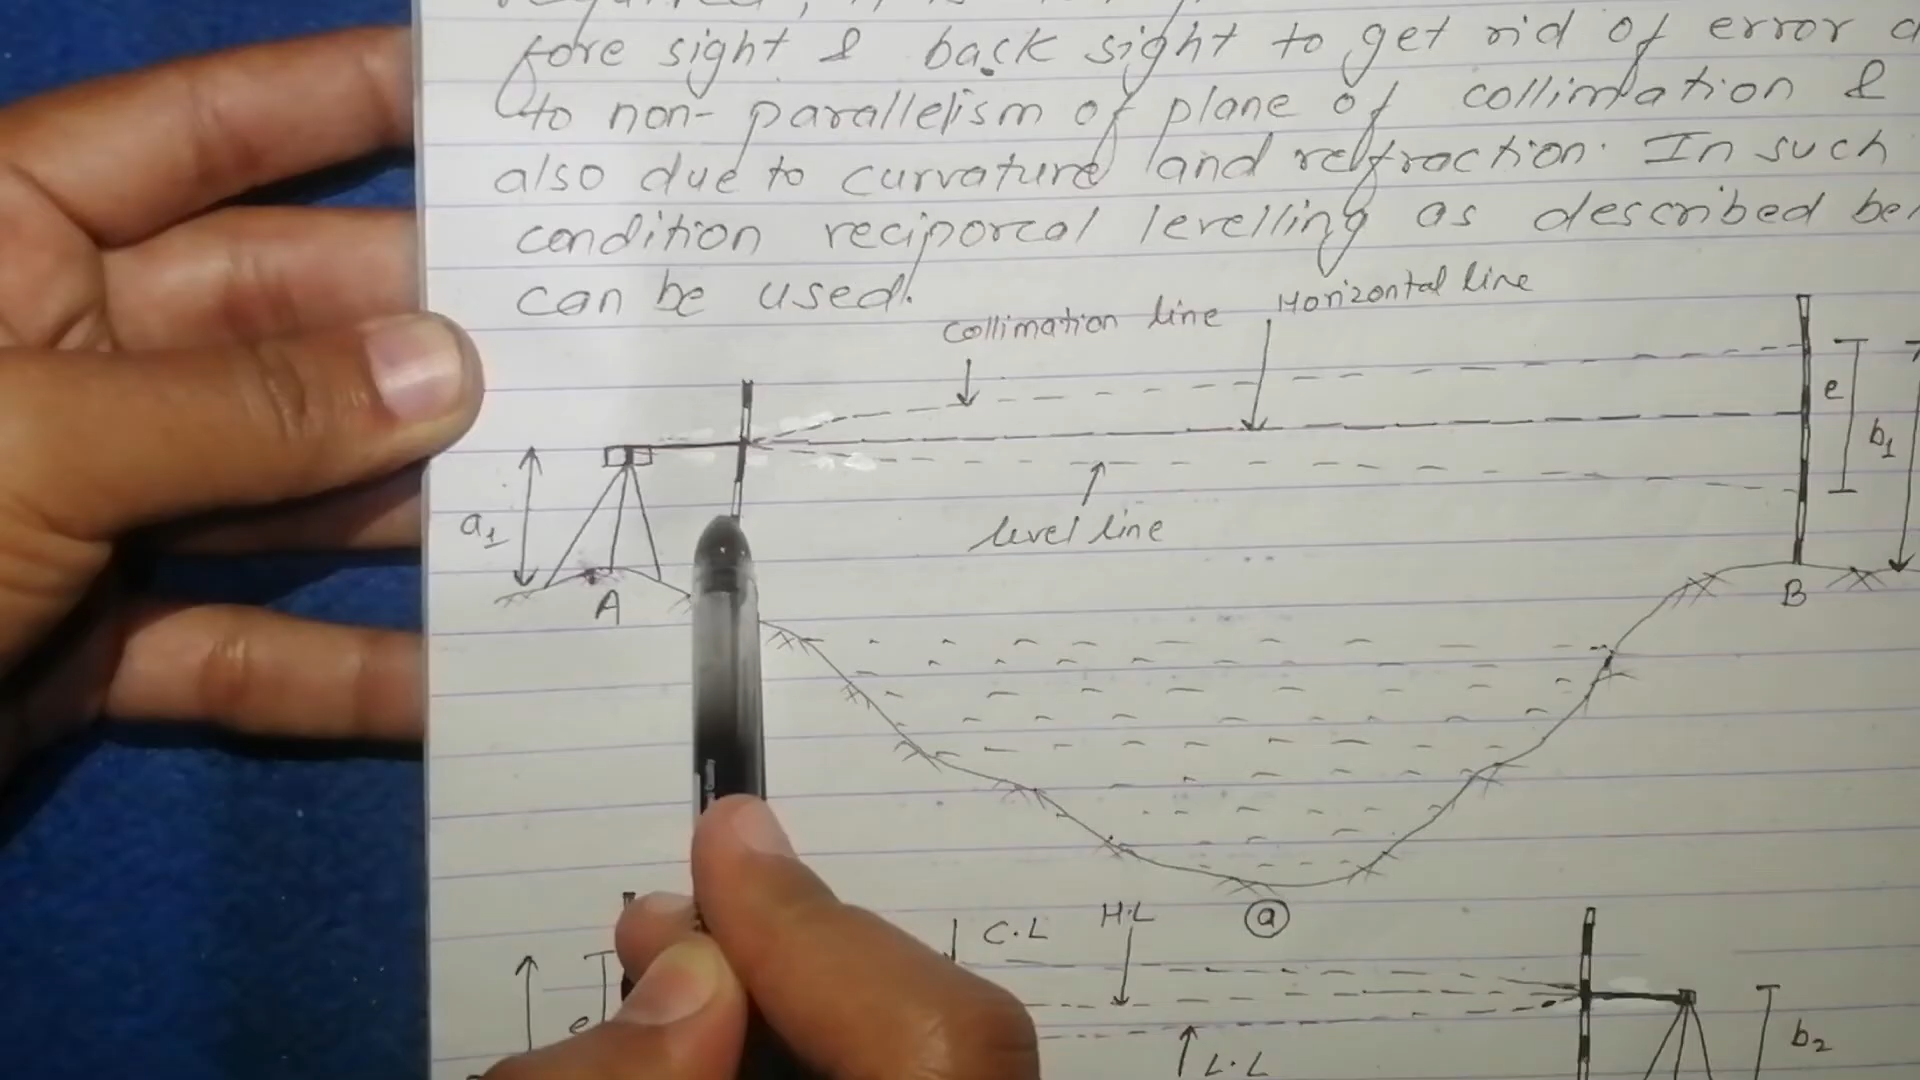 fore sight & back sight to get rid of error
to non-parallelism of plane of collimation &
also due to curvature and refraction. In such
condition reciporcal levelling as described
can be used.
collimation line
Horizontal line
e
b1
a1
level line
A
B
a
C.L
H.L
e
b2
L.L